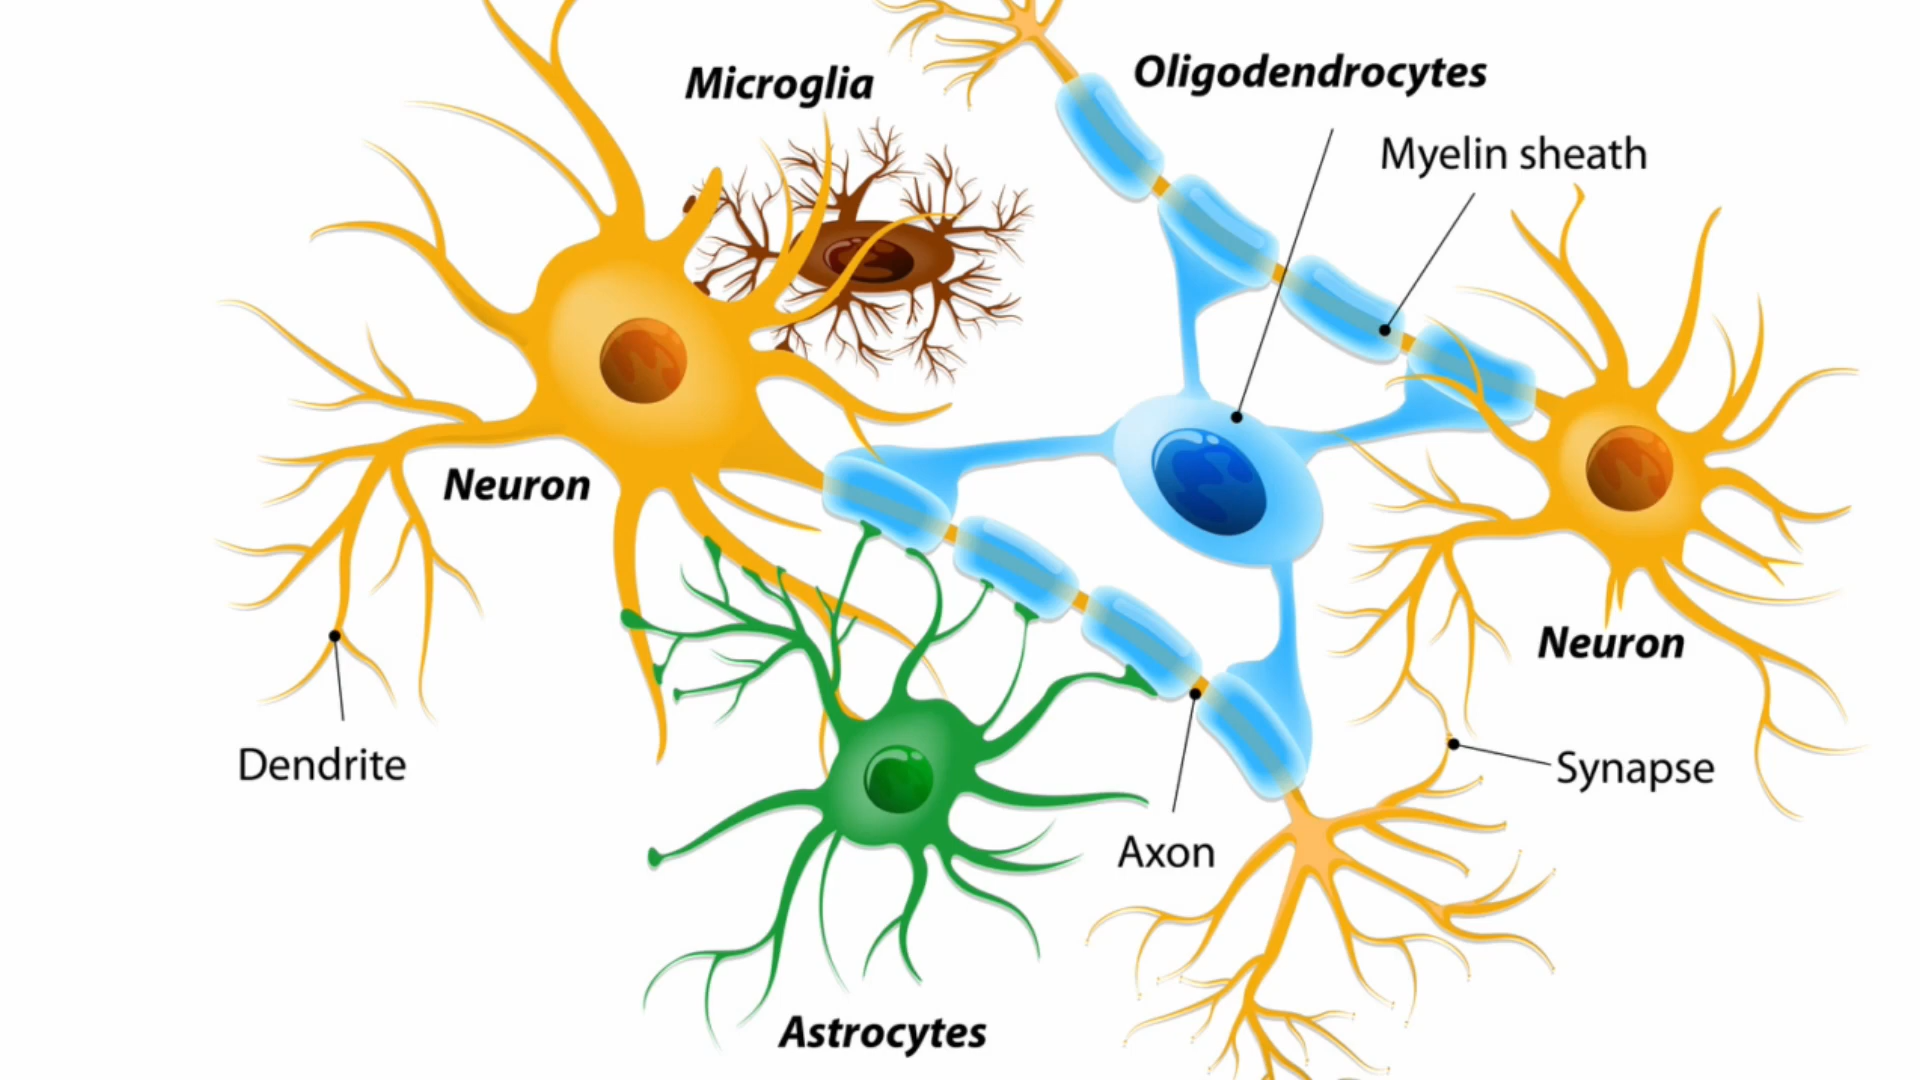 Oligodendrocytes
Microglia
Myelin sheath
Neuron
Neuron
Dendrite
Synapse
Axon
Astrocytes